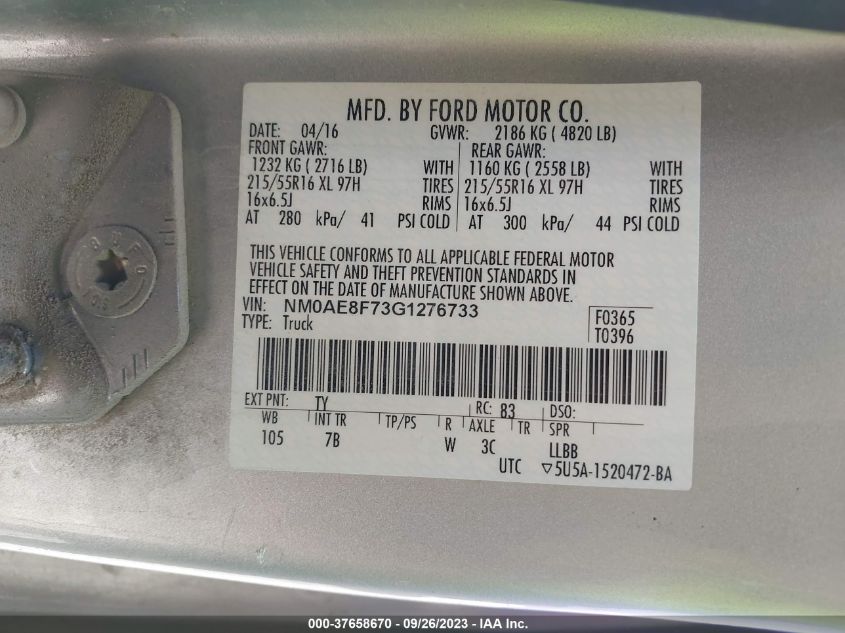 MFD. BY FORD MOTOR CO.
DATE: 04/16 GVWR: 2186 KG ( 4820 LB)
FRONT GAWR: REAR GAWR:
1232 KG ( 2716 LB) WITH 1160 KG ( 2558 LB) WITH
215/55R16 XL 97H TIRES 215/55R16 XL 97H TIRES
16x6.5J RIMS 16x6.5J RIMS
AT 280 kPa/ 41 PSI COLD AT 300 kPa/ 44 PSI COLD
THIS VEHICLE CONFORMS TO ALL APPLICABLE FEDERAL MOTOR
VEHICLE SAFETY AND THEFT PREVENTION STANDARDS IN
EFFECT ON THE DATE OF MANUFACTURE SHOWN ABOVE.
VIN: NM0AE8F73G1276733
TYPE: Truck
F0365
T0396
EXT PNT: TY RC: 83 DSO:
WB INT TR TP/PS R AXLE TR SPR
105 7B W 3C LLBB
UTC ▽5U5A-1520472-BA
000-37658670 - 09/26/2023 - IAA Inc.